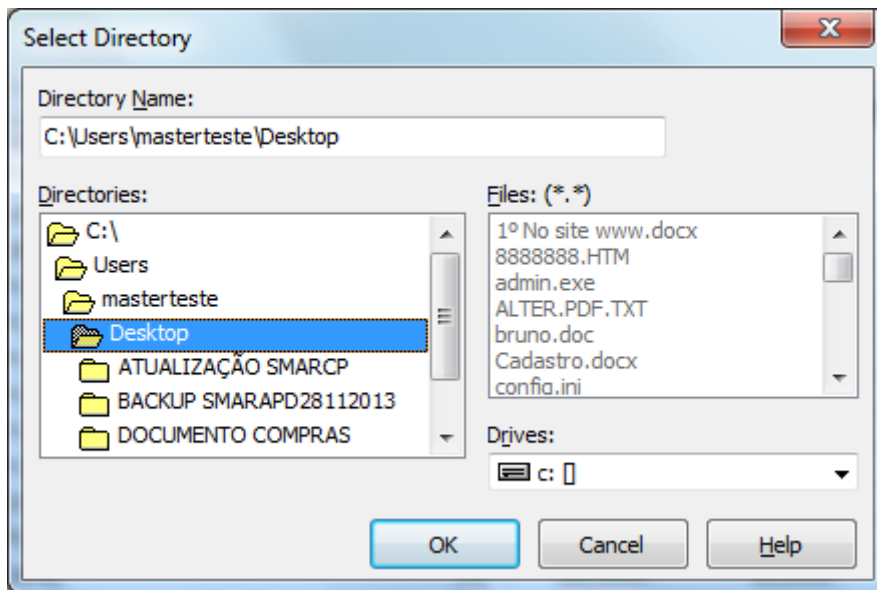 Select Directory
Directory Name:
C:\Users\masterteste\Desktop
Directories:
C:\
Users
masterteste
Desktop
ATUALIZAÇÃO SMARCP
BACKUP SMARAPD28112013
DOCUMENTO COMPRAS
Files: (*.*)
1º No site www.docx
8888888.HTM
admin.exe
ALTER.PDF.TXT
bruno.doc
Cadastro.docx
config.ini
Drives:
c: []
OK
Cancel
Help